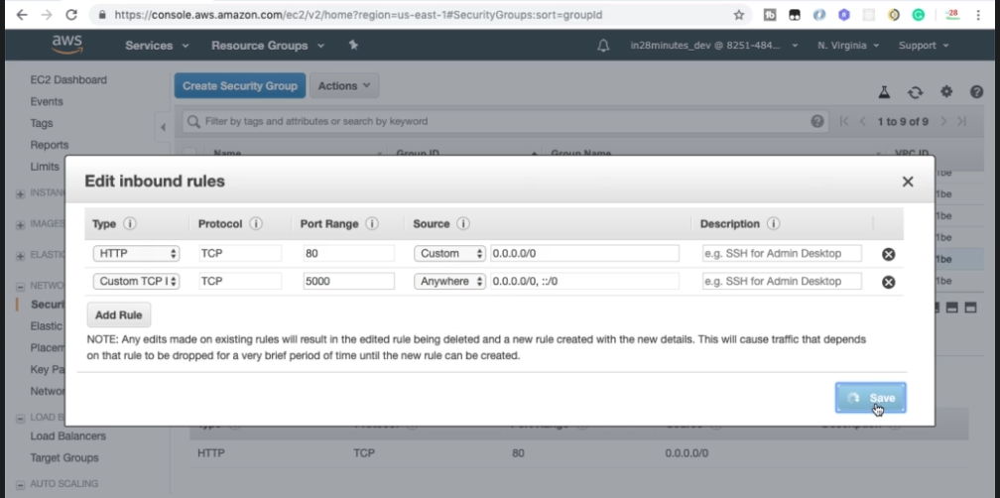 https://console.aws.amazon.com/ec2/v2/home?region=us-east-1#SecurityGroups:sort=groupId
-28
aws Services Resource Groups in28minutes_dev @ 8251-484... N. Virginia Support
EC2 Dashboard
Events
Tags
Reports
Limits
Create Security Group Actions
Filter by tags and attributes or search by keyword 1 to 9 of 9
Name Group ID Group Name VPC ID
1be
1be
1be
1be
1be
1be
INSTAN
IMAGES
ELASTIC
NETWO
Securi
Elastic
Placem
Key Pa
Networ
LOAD B
Load Balancers
Target Groups
AUTO SCALING
Edit inbound rules
Type Protocol Port Range Source Description
HTTP TCP 80 Custom 0.0.0.0/0 e.g. SSH for Admin Desktop
Custom TCP TCP 5000 Anywhere 0.0.0.0/0, ::/0 e.g. SSH for Admin Desktop
Add Rule
NOTE: Any edits made on existing rules will result in the edited rule being deleted and a new rule created with the new details. This will cause traffic that depends
on that rule to be dropped for a very brief period of time until the new rule can be created.
Save
HTTP TCP 80 0.0.0.0/0